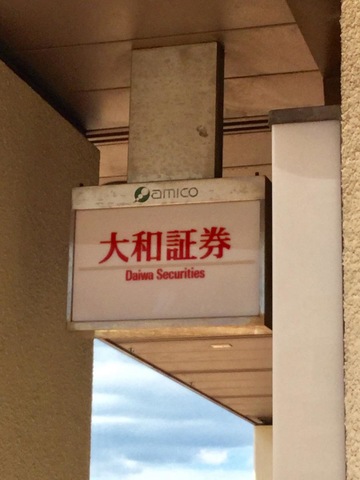 amico
大和証券
Daiwa Securities